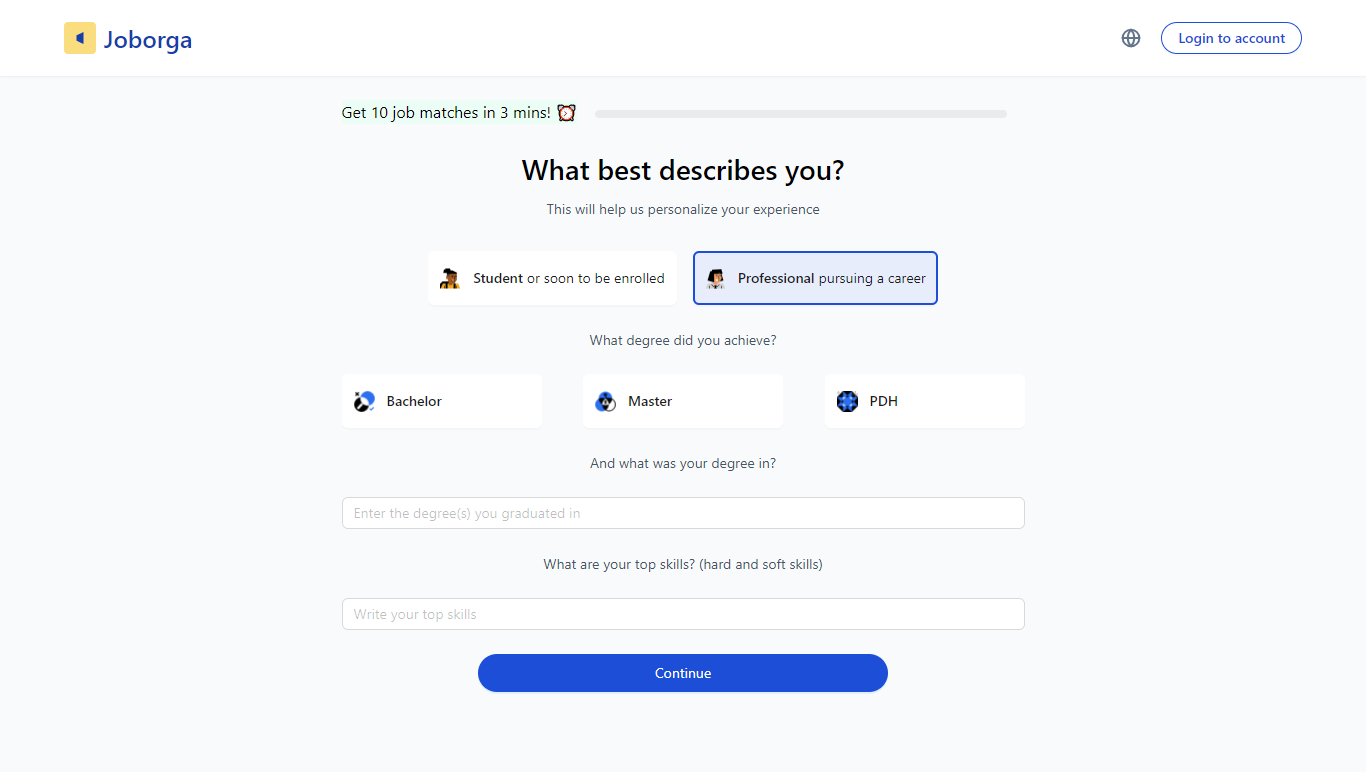 Joborga
Login to account
Get 10 job matches in 3 mins! ⏰
What best describes you?
This will help us personalize your experience
Student or soon to be enrolled
Professional pursuing a career
What degree did you achieve?
Bachelor
Master
PDH
And what was your degree in?
Enter the degree(s) you graduated in
What are your top skills? (hard and soft skills)
Write your top skills
Continue